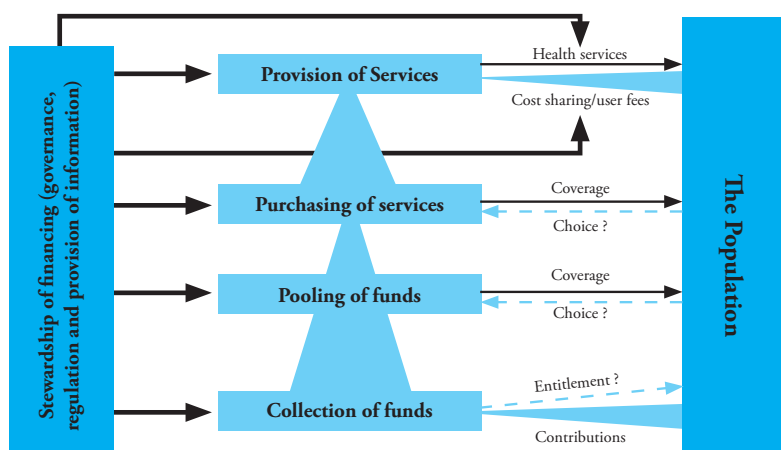 Stewardship of financing (governance,
regulation and provision of information)
Provision of Services
Health services
Cost sharing/user fees
Purchasing of services
Coverage
Choice ?
Pooling of funds
Coverage
Choice ?
Collection of funds
Entitlement ?
Contributions
The Population